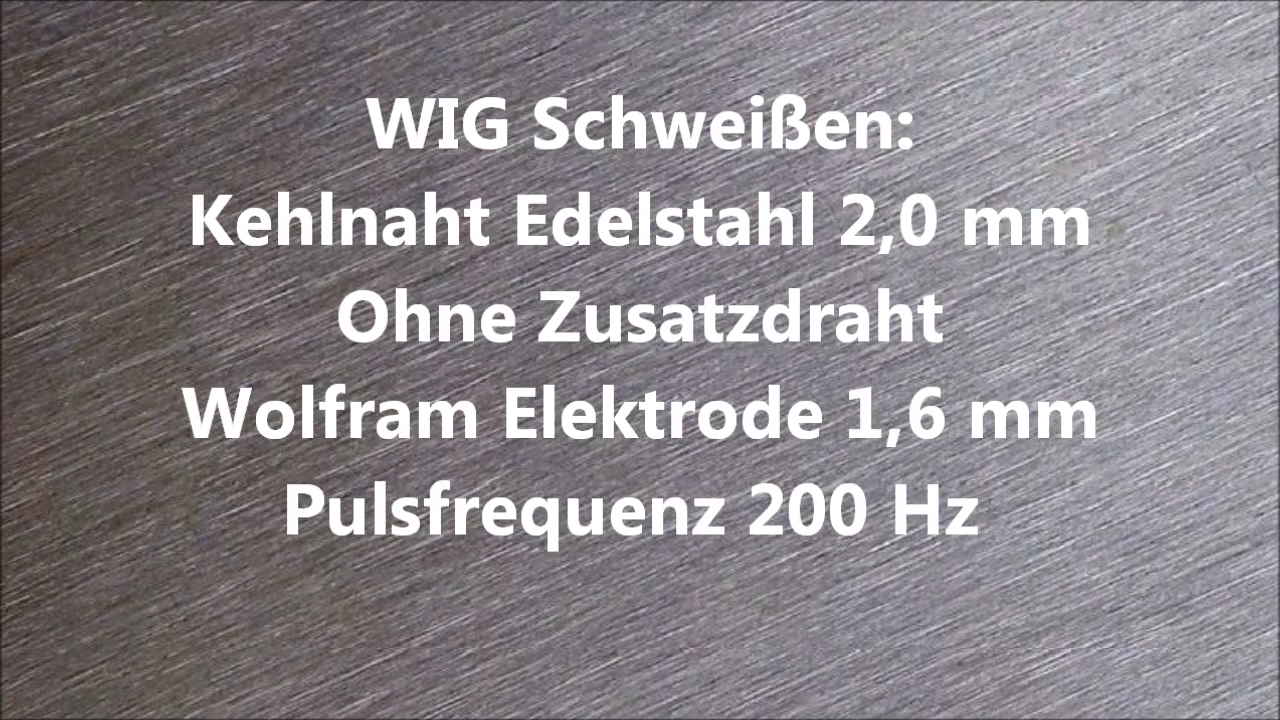 WIG Schweißen:
Kehlnaht Edelstahl 2,0 mm
Ohne Zusatzdraht
Wolfram Elektrode 1,6 mm
Pulsfrequenz 200 Hz